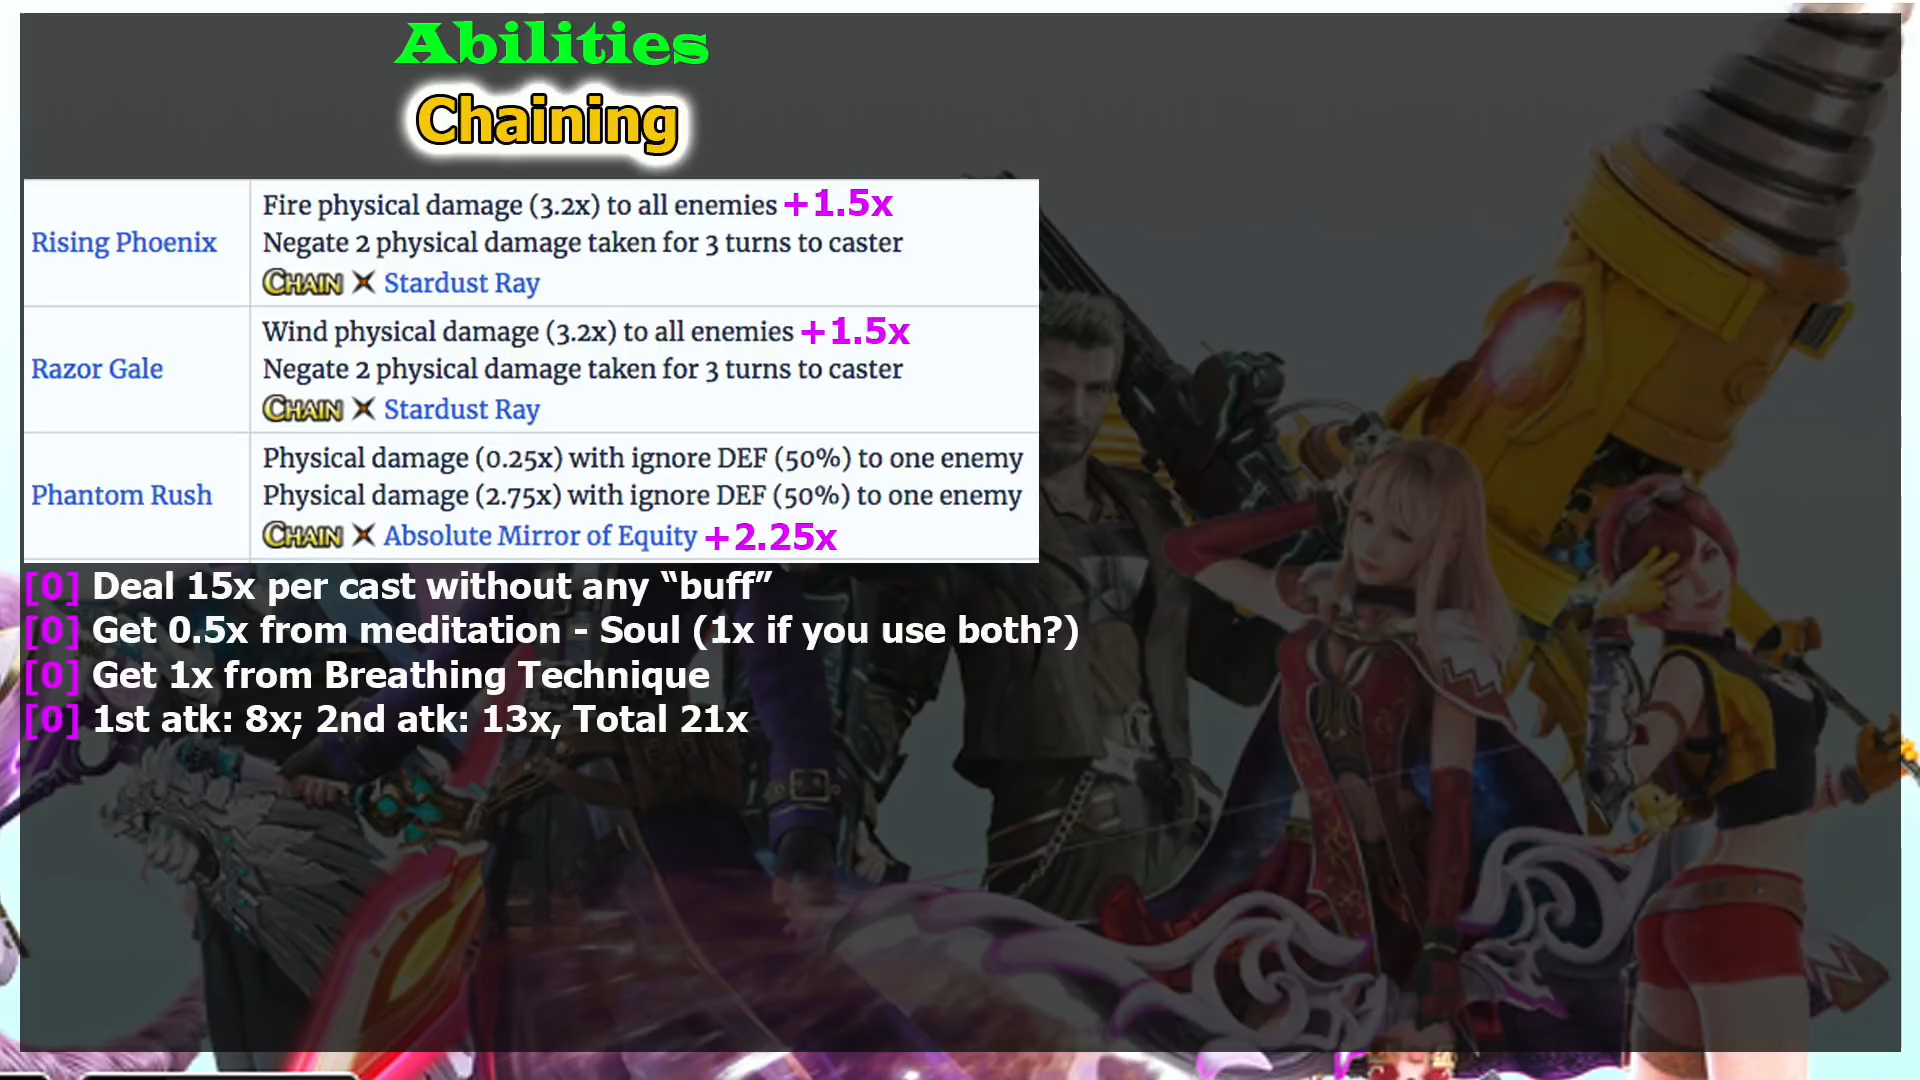 Abilities
Chaining
Rising Phoenix
Fire physical damage (3.2x) to all enemies +1.5x
Negate 2 physical damage taken for 3 turns to caster
CHAIN Stardust Ray
Razor Gale
Wind physical damage (3.2x) to all enemies +1.5x
Negate 2 physical damage taken for 3 turns to caster
CHAIN Stardust Ray
Phantom Rush
Physical damage (0.25x) with ignore DEF (50%) to one enemy
Physical damage (2.75x) with ignore DEF (50%) to one enemy
CHAIN Absolute Mirror of Equity +2.25x
[0] Deal 15x per cast without any “buff”
[0] Get 0.5x from meditation - Soul (1x if you use both?)
[0] Get 1x from Breathing Technique
[0] 1st atk: 8x; 2nd atk: 13x, Total 21x